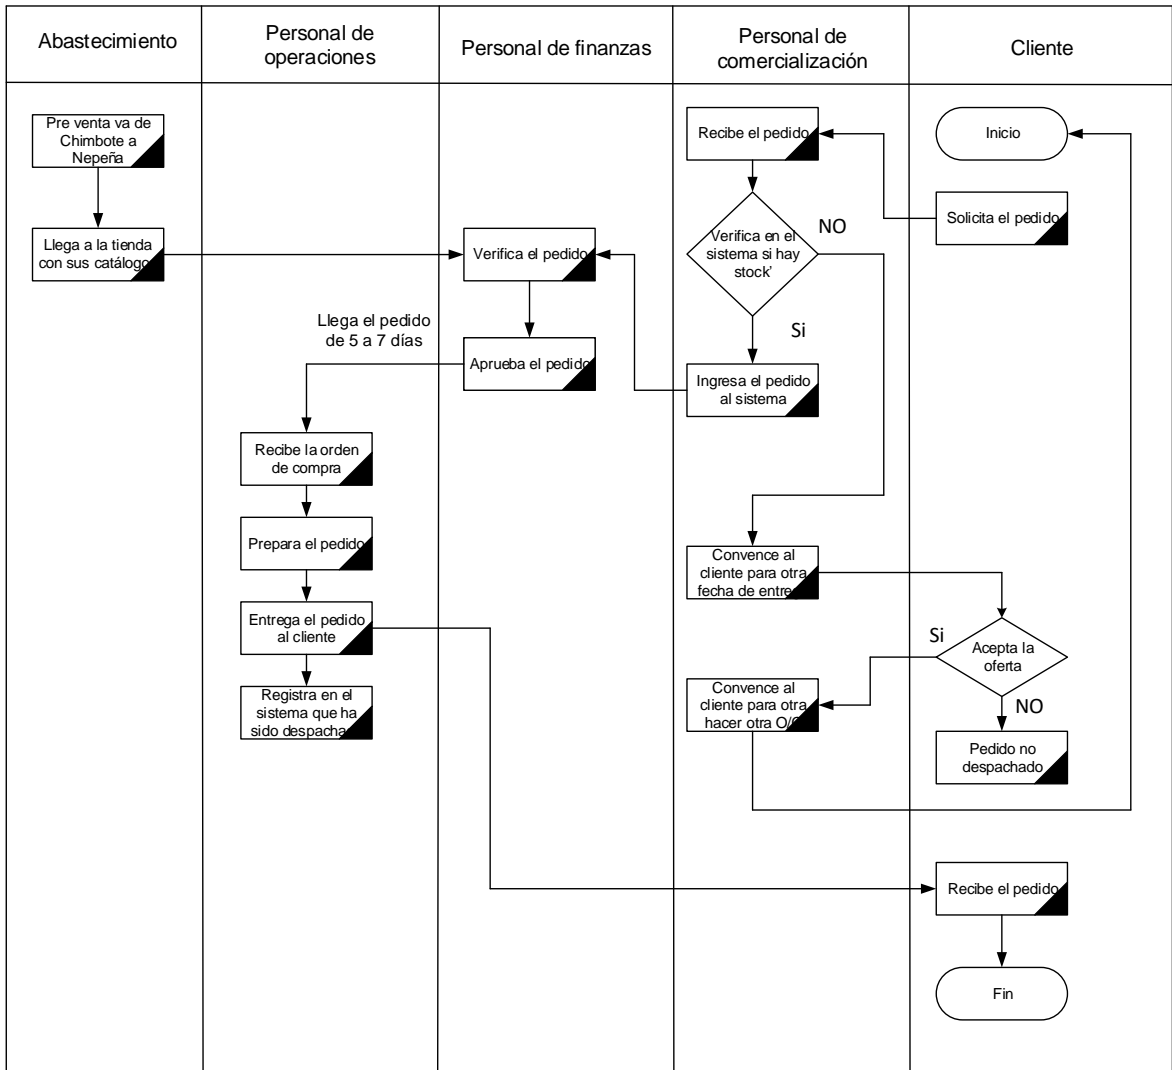 Abastecimiento
Personal de
operaciones
Personal de finanzas
Personal de
comercialización
Cliente
Pre venta va de
Chimbote a
Nepeña
Llega a la tienda
con sus catálogo
Llega el pedido
de 5 a 7 días
Recibe la orden
de compra
Prepara el pedido
Entrega el pedido
al cliente
Registra en el
sistema que ha
sido despacha
Verifica el pedido
Aprueba el pedido
Recibe el pedido
Verifica en el
sistema si hay
stock’
NO
Si
Ingresa el pedido
al sistema
Convence al
cliente para otra
fecha de entre
Convence al
cliente para otra
hacer otra O/C
Inicio
Solicita el pedido
Acepta la
oferta
Si
NO
Pedido no
despachado
Recibe el pedido
Fin